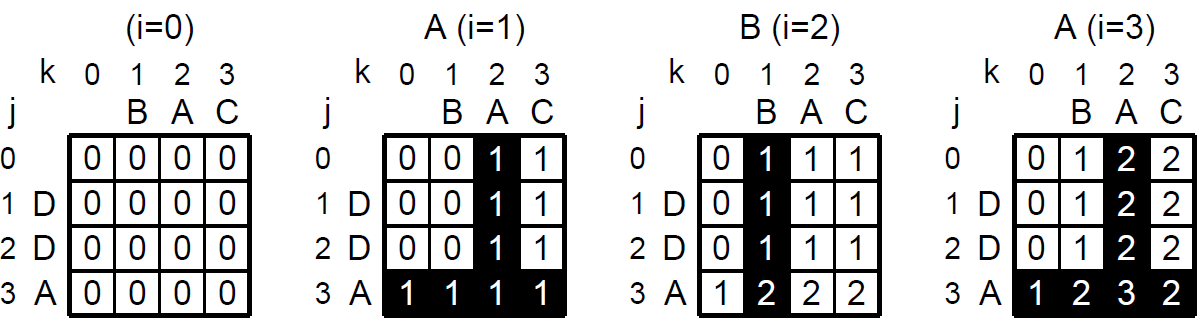 (i=0) A (i=1) B (i=2) A (i=3)
k 0 1 2 3 k 0 1 2 3 k 0 1 2 3 k 0 1 2 3
j B A C j B A C j B A C j B A C
0 0 0 0 0 0 0 0 1 1 0 0 1 1 1 0 0 1 2 2
1 D 0 0 0 0 1 D 0 0 1 1 1 D 0 1 1 1 1 D 0 1 2 2
2 D 0 0 0 0 2 D 0 0 1 1 2 D 0 1 1 1 2 D 0 1 2 2
3 A 0 0 0 0 3 A 1 1 1 1 3 A 1 2 2 2 3 A 1 2 3 2